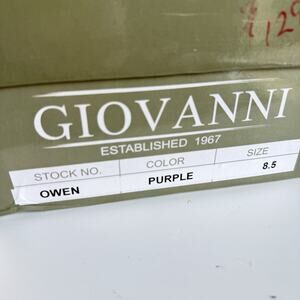 GIOVANNI
ESTABLISHED 1967
STOCK NO. COLOR SIZE
OWEN PURPLE 8.5